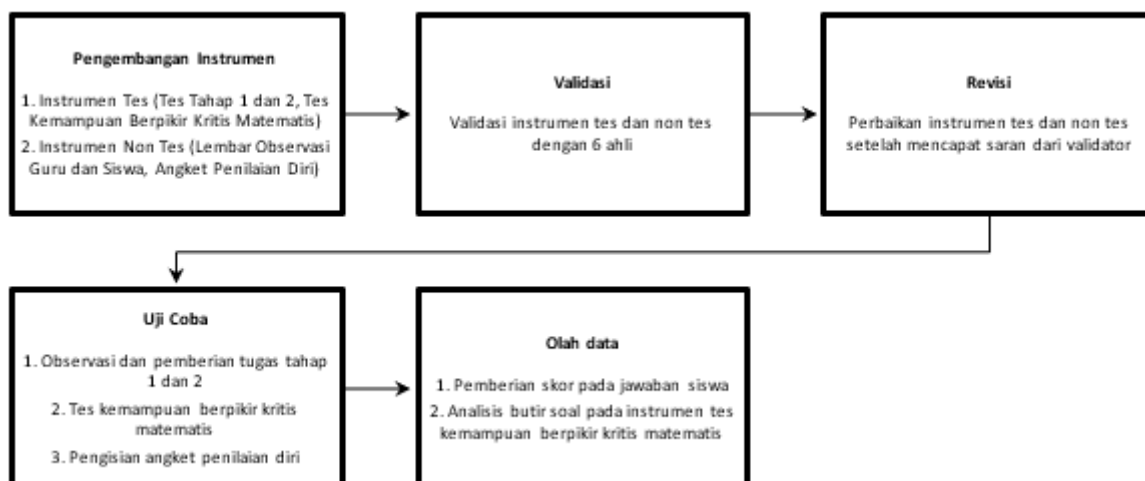 Pengembangan Instrumen
1. Instrumen Tes (Tes Tahap 1 dan 2, Tes
Kemampuan Berpikir Kritis Matematis)
2. Instrumen Non Tes (Lembar Observasi
Guru dan Siswa, Angket Penilaian Diri)
Validasi
Validasi instrumen tes dan non tes
dengan 6 ahli
Revisi
Perbaikan instrumen tes dan non tes
setelah mencapat saran dari validator
Uji Coba
1. Observasi dan pemberian tugas tahap
1 dan 2
2. Tes kemampuan berpikir kritis
matematis
3. Pengisian angket penilaian diri
Olah data
1. Pemberian skor pada jawaban siswa
2. Analisis butir soal pada instrumen tes
kemampuan berpikir kritis matematis